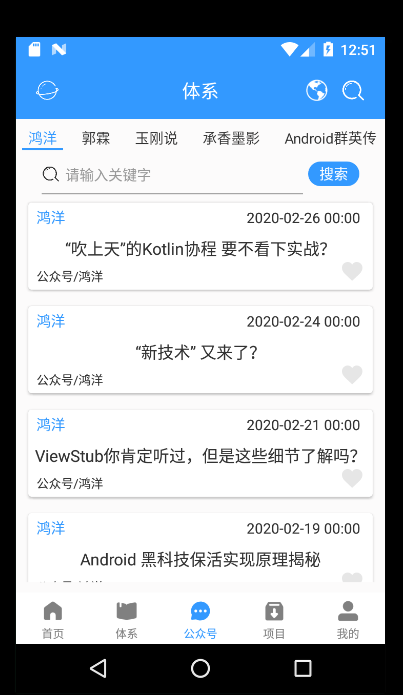 12:51
体系
鸿洋 郭霖 玉刚说 承香墨影 Android群英传
请输入关键字 搜索
鸿洋 2020-02-26 00:00
“吹上天”的Kotlin协程 要不看下实战？
公众号/鸿洋
鸿洋 2020-02-24 00:00
“新技术” 又来了？
公众号/鸿洋
鸿洋 2020-02-21 00:00
ViewStub你肯定听过，但是这些细节了解吗？
公众号/鸿洋
鸿洋 2020-02-19 00:00
Android 黑科技保活实现原理揭秘
首页 体系 公众号 项目 我的